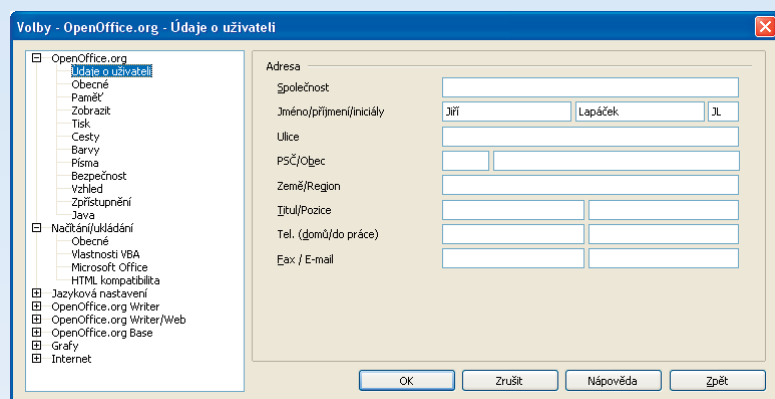 Volby - OpenOffice.org - Údaje o uživateli
OpenOffice.org
Údaje o uživateli
Obecné
Paměť
Zobrazit
Tisk
Cesty
Barvy
Písma
Bezpečnost
Vzhled
Zpřístupnění
Java
Načítání/ukládání
Obecné
Vlastnosti VBA
Microsoft Office
HTML kompatibilita
Jazyková nastavení
OpenOffice.org Writer
OpenOffice.org Writer/Web
OpenOffice.org Base
Grafy
Internet
Adresa
Společnost
Jméno/příjmení/iniciály Jiří Lapáček JL
Ulice
PSČ/Obec
Země/Region
Titul/Pozice
Tel. (domů/do práce)
Fax / E-mail
OK Zrušit Nápověda Zpět